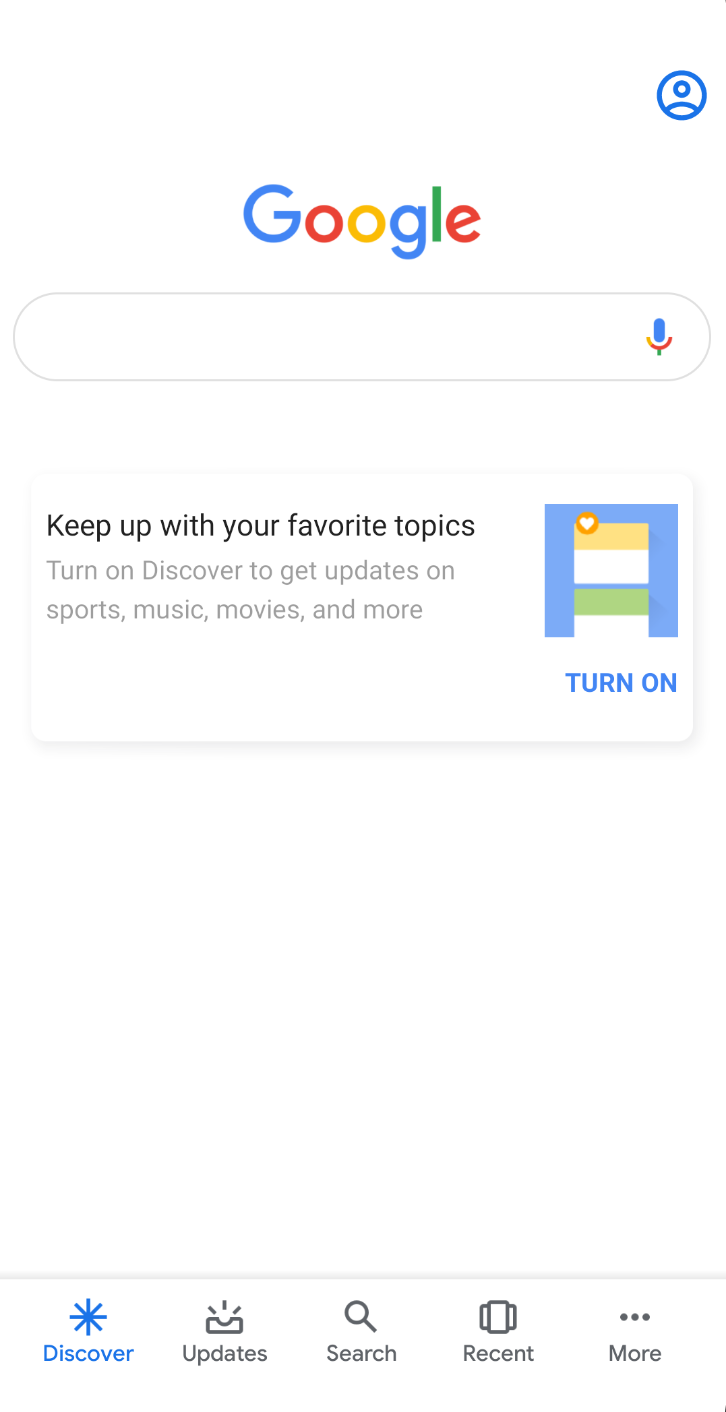 Google
Keep up with your favorite topics
Turn on Discover to get updates on
sports, music, movies, and more
TURN ON
Discover
Updates
Search
Recent
More